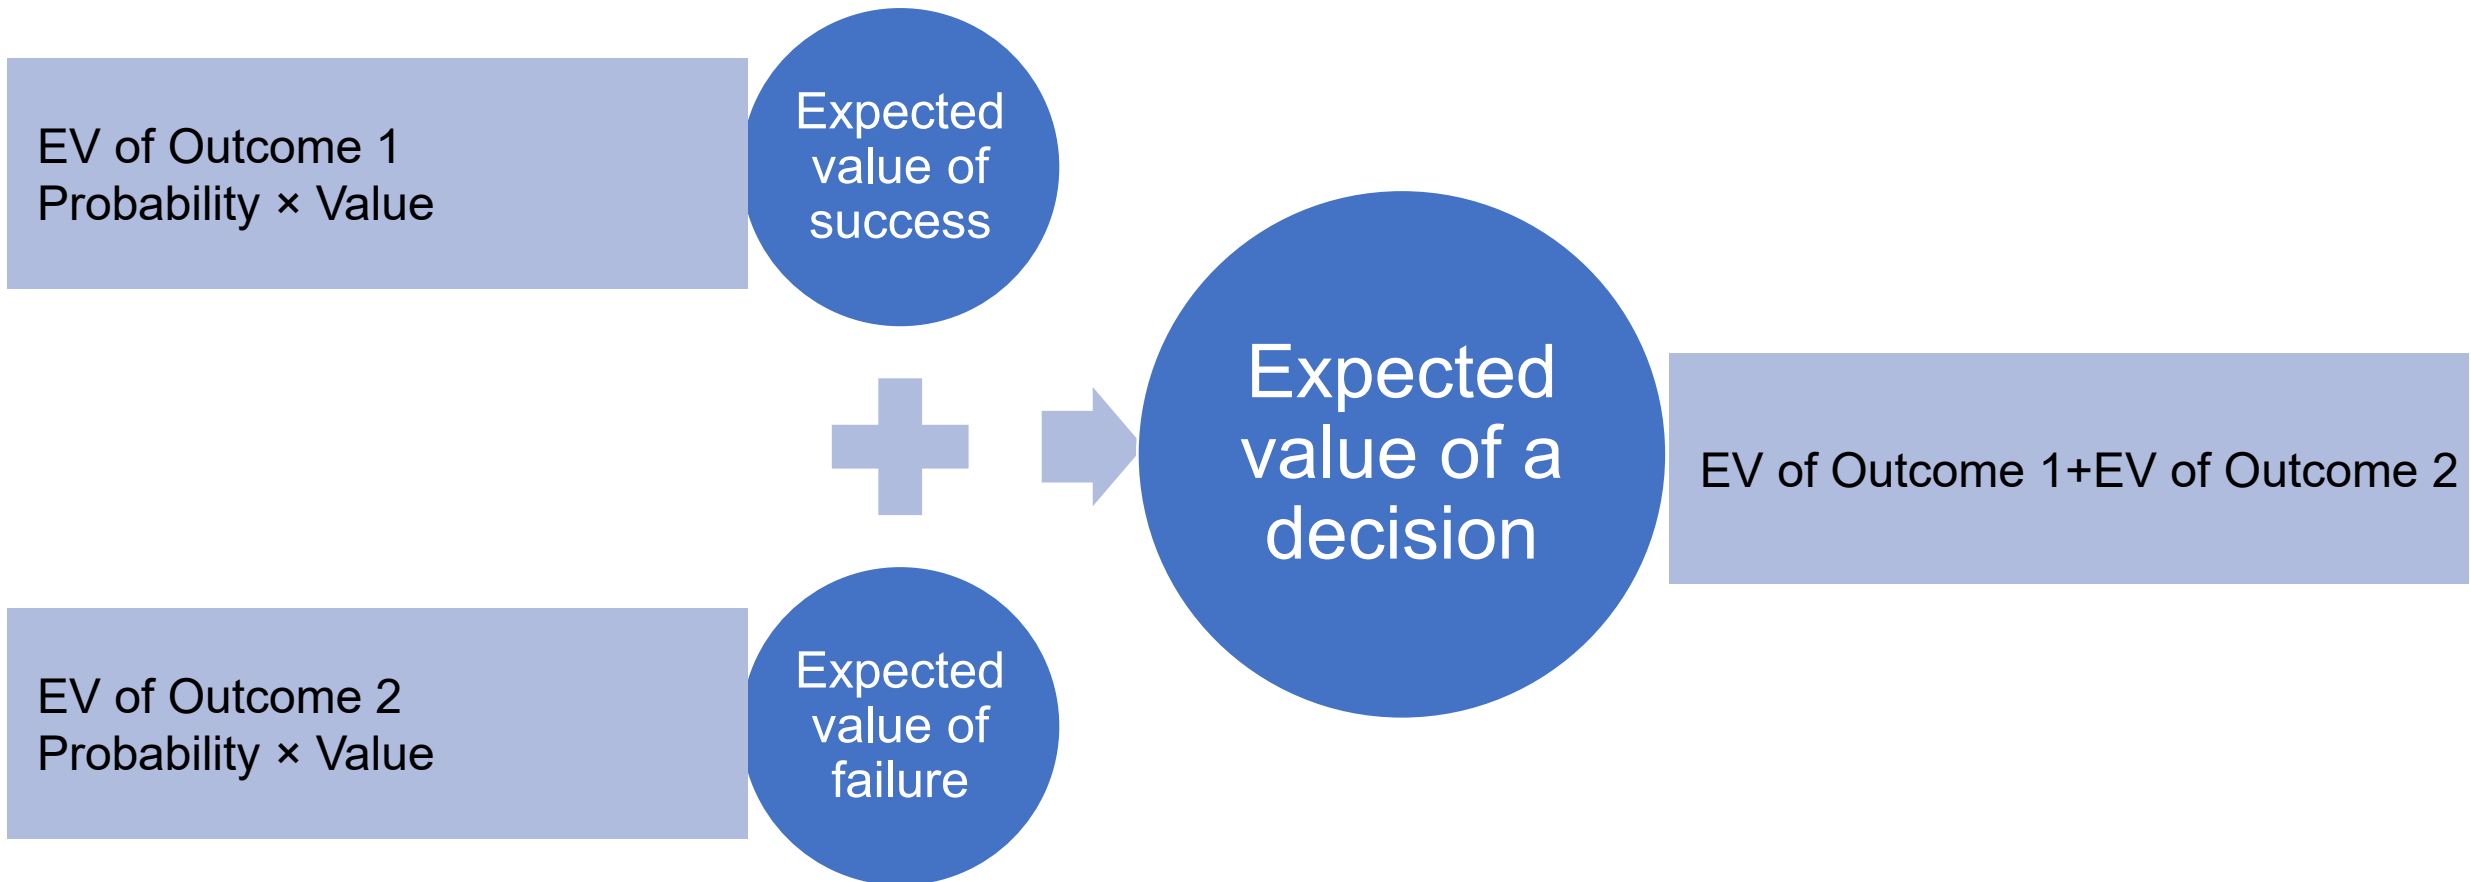 EV of Outcome 1
Probability × Value
Expected
value of
success
EV of Outcome 2
Probability × Value
Expected
value of
failure
Expected
value of a
decision
EV of Outcome 1+EV of Outcome 2